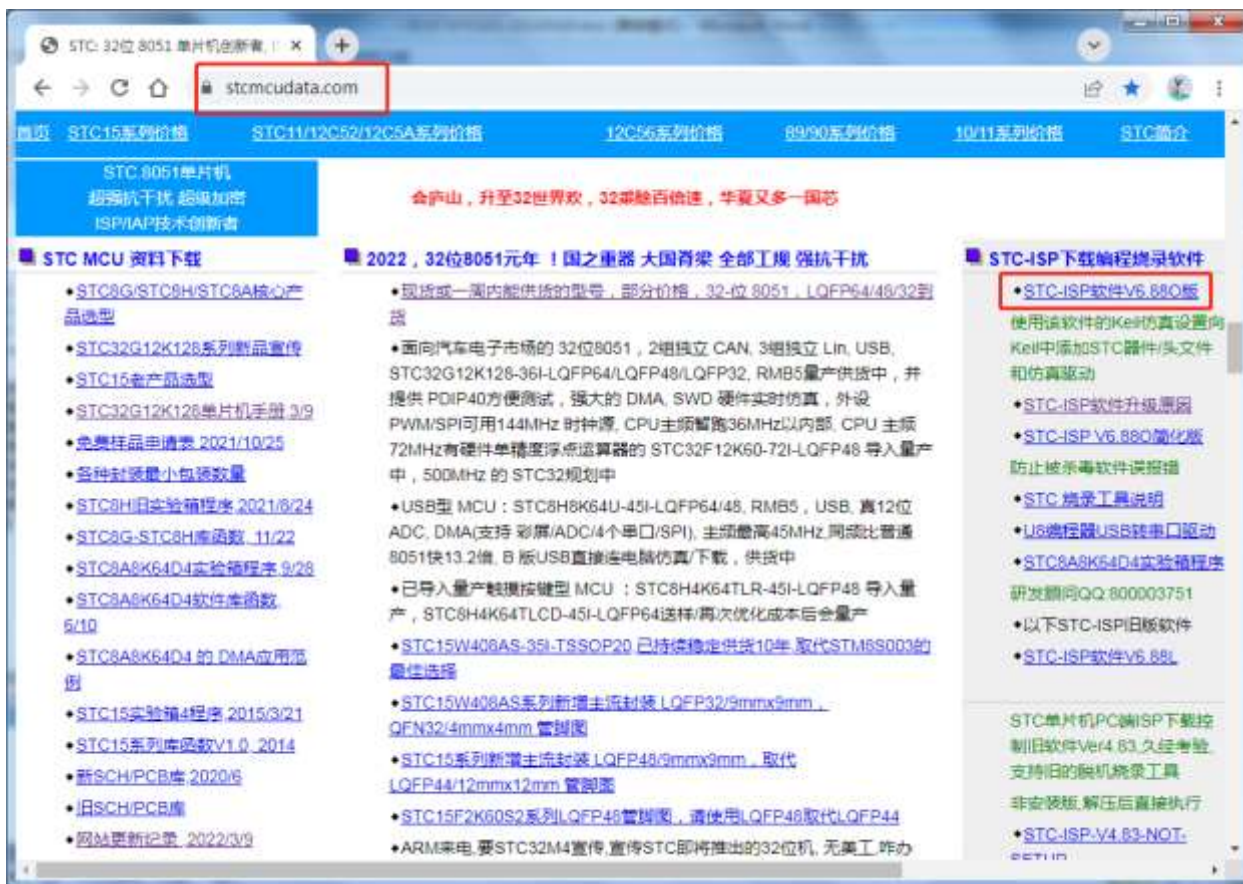 STC: 32位 8051 单片机创新者, I
stcmcudata.com
首页 STC15系列价格 STC11/12C52/12C5A系列价格 12C56系列价格 89/90系列价格 10/11系列价格 STC简介
STC 8051单片机
超强抗干扰 超级加密
ISP/IAP技术创新者
会庐山，升至32世界欢，32乘除百倍速，华夏又多一国芯
STC MCU 资料下载
•STC8G/STC8H/STC8A核心产
品选型
•STC32G12K128系列新品宣传
•STC15老产品选型
•STC32G12K128单片机手册 3/9
•免费样品申请表 2021/10/25
•各种封装最小包装数量
•STC8H旧实验箱程序 2021/8/24
•STC8G-STC8H库函数, 11/22
•STC8A8K64D4实验箱程序,9/28
•STC8A8K64D4软件库函数,
6/10
•STC8A8K64D4 的 DMA应用范
例
•STC15实验箱4程序,2015/3/21
•STC15系列库函数V1.0, 2014
•新SCH/PCB库,2020/6
•旧SCH/PCB库
•网站更新纪录, 2022/3/9
2022，32位8051元年 ！国之重器 大国脊梁 全部工规 强抗干扰
•现货或一周内能供货的型号，部分价格，32-位 8051，LQFP64/48/32到
货
•面向汽车电子市场的 32位8051，2组独立 CAN, 3组独立 Lin, USB,
STC32G12K128-36I-LQFP64/LQFP48/LQFP32, RMB5量产供货中，并
提供 PDIP40方便测试，强大的 DMA, SWD 硬件实时仿真，外设
PWM/SPI可用144MHz 时钟源, CPU主频暂跑36MHz以内部, CPU 主频
72MHz有硬件单精度浮点运算器的 STC32F12K60-72I-LQFP48 导入量产
中，500MHz 的 STC32规划中
•USB型 MCU：STC8H8K64U-45I-LQFP64/48, RMB5，USB, 真12位
ADC, DMA(支持 彩屏/ADC/4个串口/SPI), 主频最高45MHz,同频比普通
8051快13.2倍, B 版USB直接连电脑仿真/下载，供货中
•已导入量产触摸按键型 MCU ：STC8H4K64TLR-45I-LQFP48 导入量
产，STC8H4K64TLCD-45I-LQFP64送样/再次优化成本后会量产
•STC15W408AS-35I-TSSOP20 已持续稳定供货10年,取代STM8S003的
最佳选择
•STC15W408AS系列新增主流封装 LQFP32/9mmx9mm，
QFN32/4mmx4mm 管脚图
•STC15系列新增主流封装 LQFP48/9mmx9mm，取代
LQFP44/12mmx12mm 管脚图
•STC15F2K60S2系列LQFP48管脚图，请使用LQFP48取代LQFP44
•ARM来电,要STC32M4宣传,宣传STC即将推出的32位机, 无美工,咋办
STC-ISP下载编程烧录软件
•STC-ISP软件V6.88O版
使用该软件的Keil仿真设置向
Keil中添加STC器件/头文件
和仿真驱动
•STC-ISP软件升级原因
•STC-ISP V6.88O简化版
防止被杀毒软件误报错
•STC 烧录工具说明
•U8编程器USB转串口驱动
•STC8A8K64D4实验箱程序
研发顾问QQ:800003751
•以下STC-ISP旧版软件
•STC-ISP软件V6.88L
STC单片机PC端ISP下载控
制旧软件Ver4.83,久经考验,
支持旧的脱机烧录工具
非安装版,解压后直接执行
•STC-ISP-V4.83-NOT-
SETUP